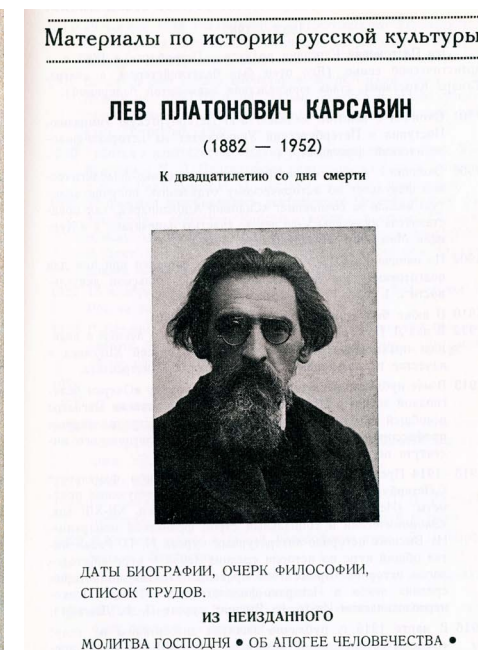 Материалы по истории русской культуры
ЛЕВ ПЛАТОНОВИЧ КАРСАВИН
(1882 — 1952)
К двадцатилетию со дня смерти
ДАТЫ БИОГРАФИИ, ОЧЕРК ФИЛОСОФИИ,
СПИСОК ТРУДОВ.
ИЗ НЕИЗДАННОГО
МОЛИТВА ГОСПОДНЯ ● ОБ АПОГЕЕ ЧЕЛОВЕЧЕСТВА ●